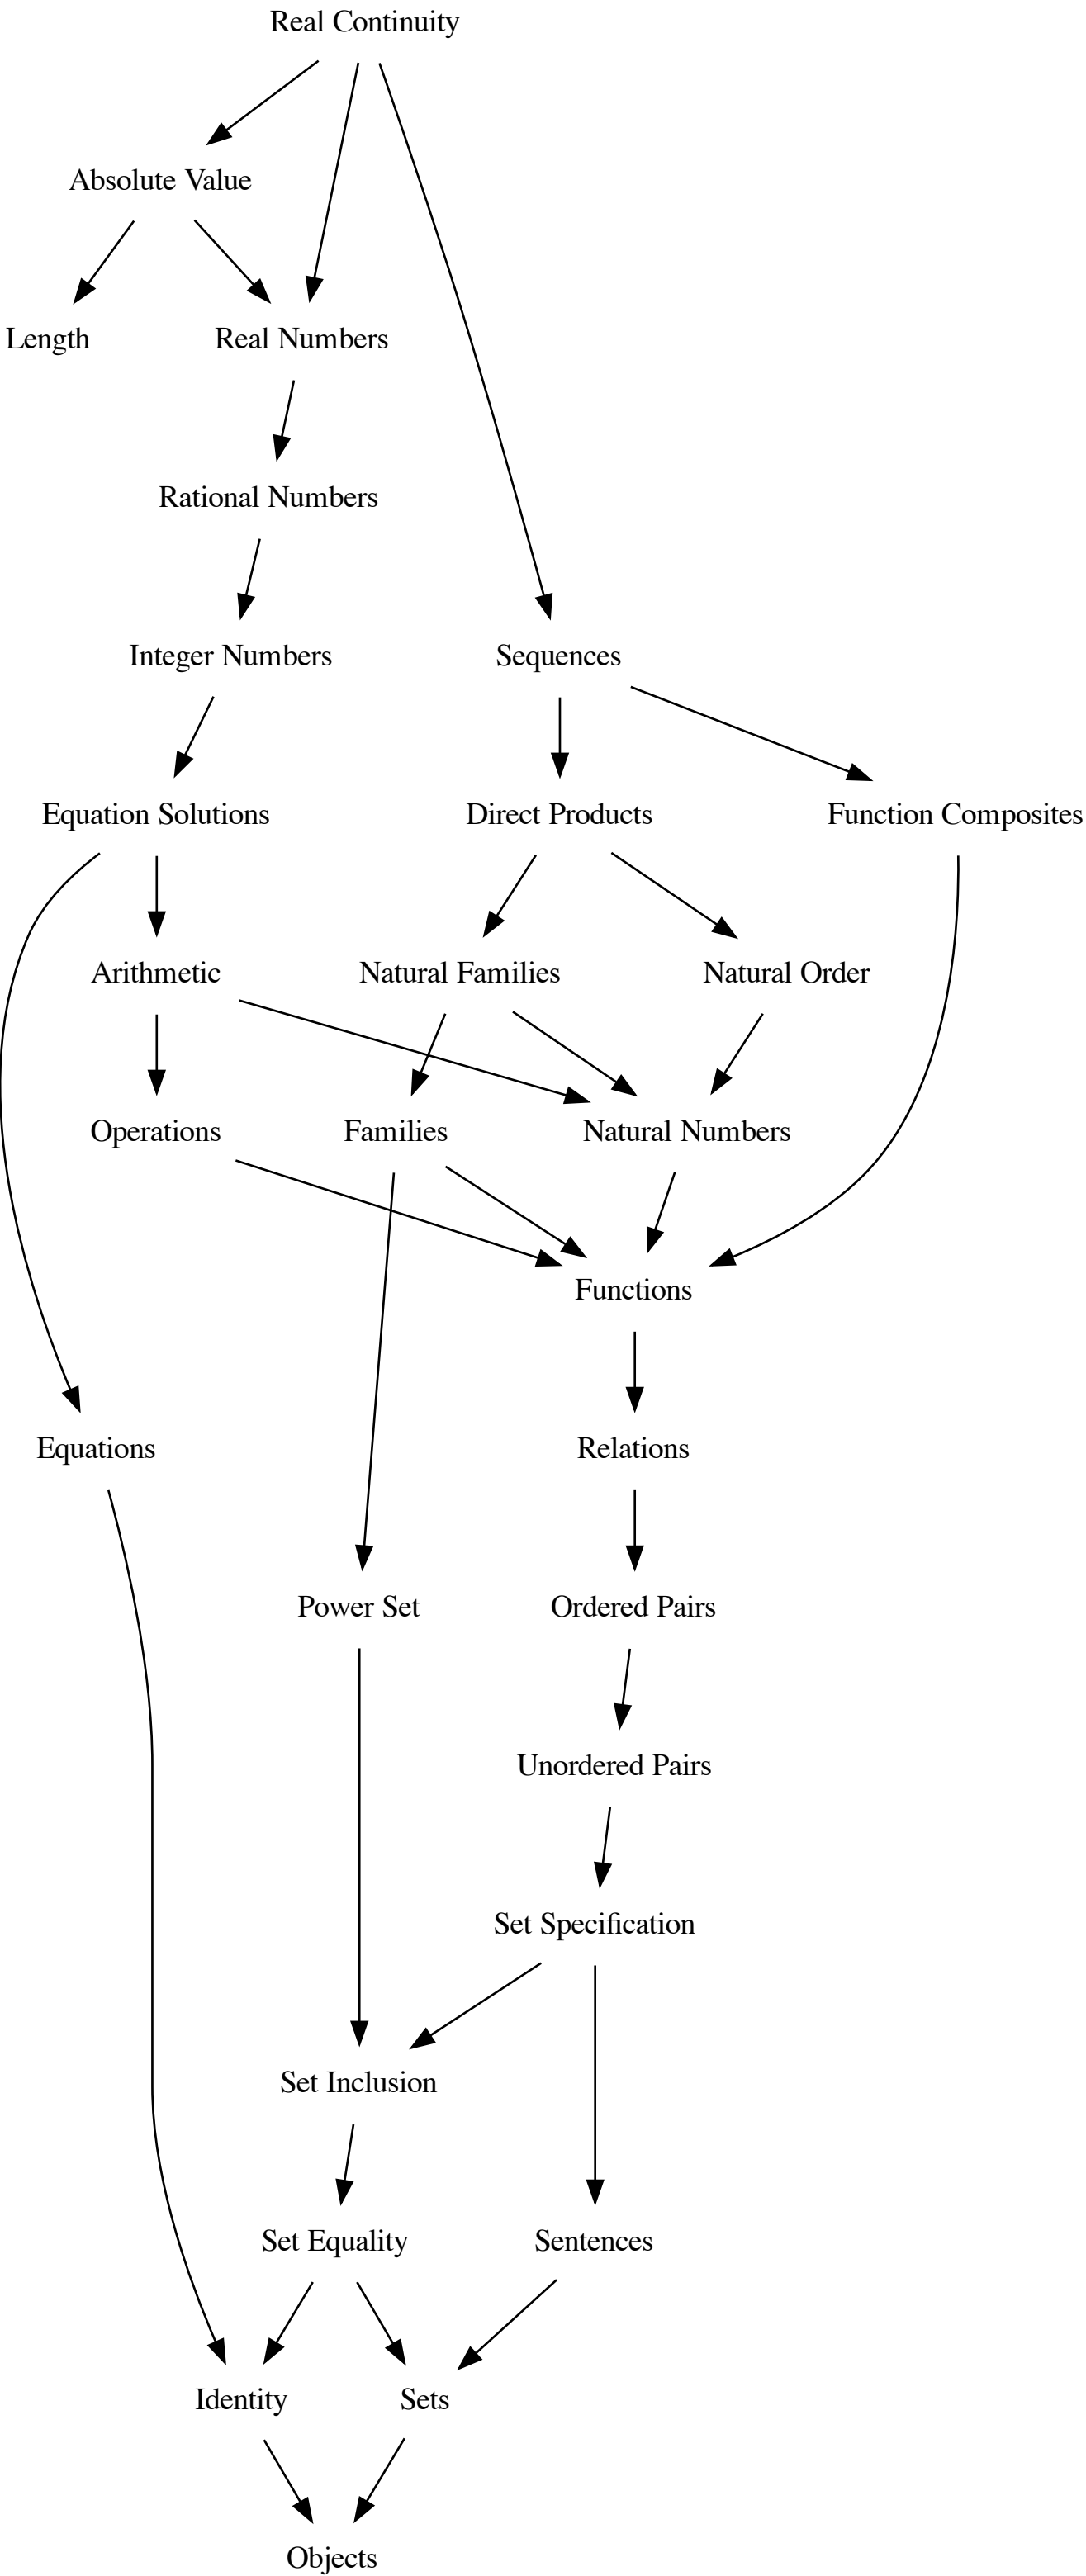 Real Continuity
Absolute Value
Length
Real Numbers
Rational Numbers
Integer Numbers
Sequences
Equation Solutions
Direct Products
Function Composites
Arithmetic
Natural Families
Natural Order
Operations
Families
Natural Numbers
Functions
Equations
Relations
Power Set
Ordered Pairs
Unordered Pairs
Set Specification
Set Inclusion
Set Equality
Sentences
Identity
Sets
Objects